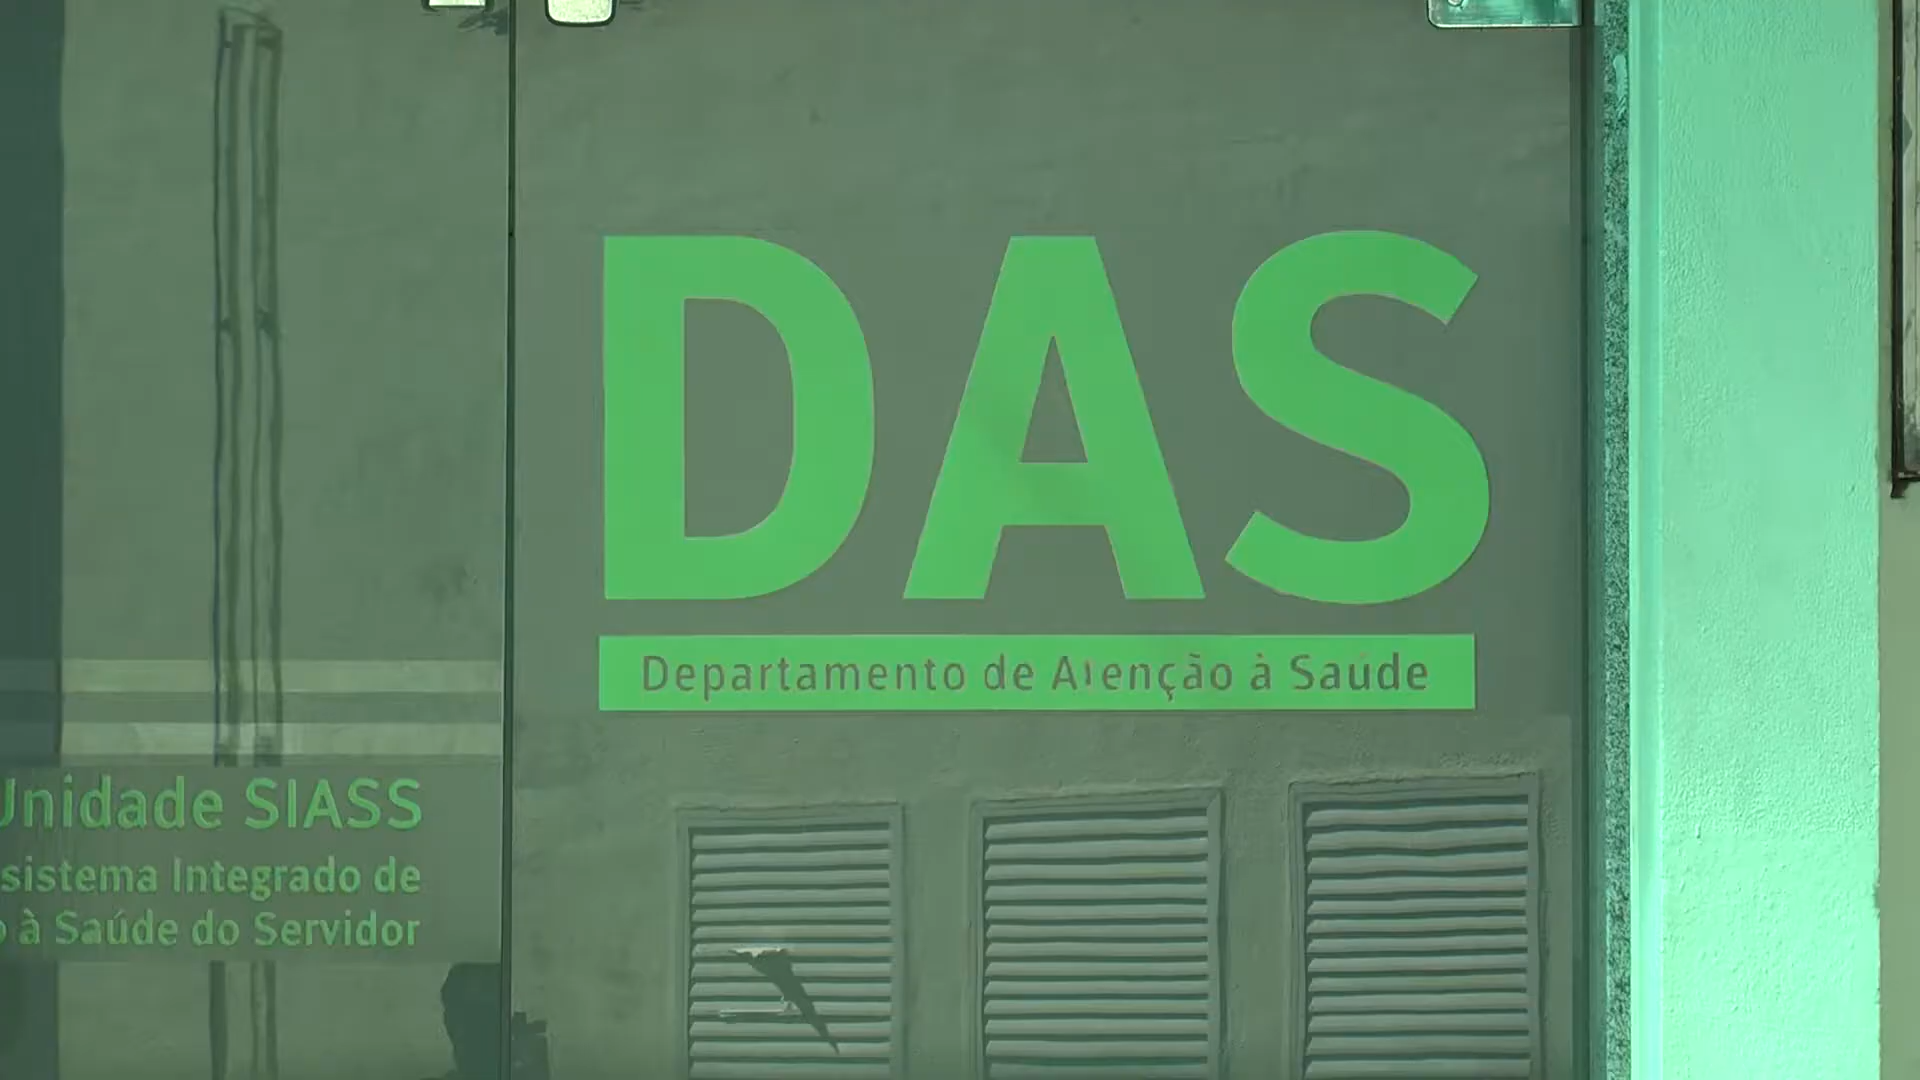 DAS
Departamento de Atenção à Saúde
Unidade SIASS
sistema Integrado de
à Saúde do Servidor